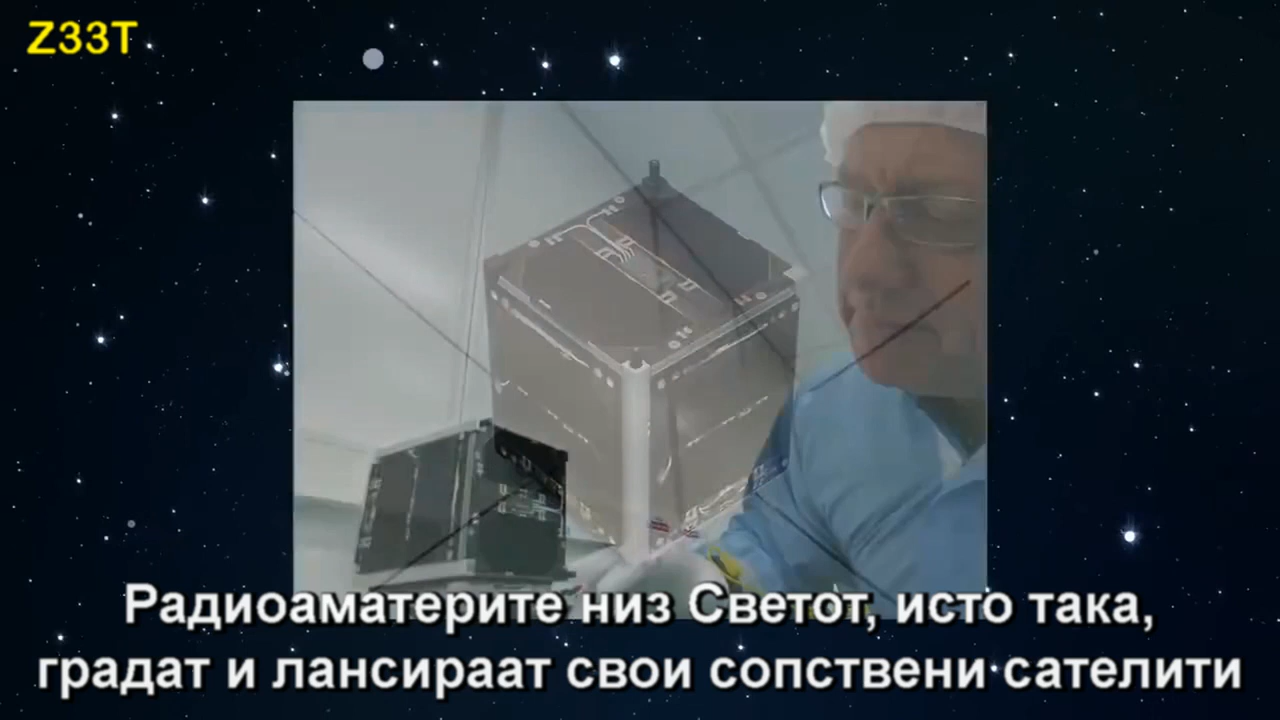 Z33T
Радиоаматерите низ Светот, исто така,
градат и лансираат свои сопствени сателити